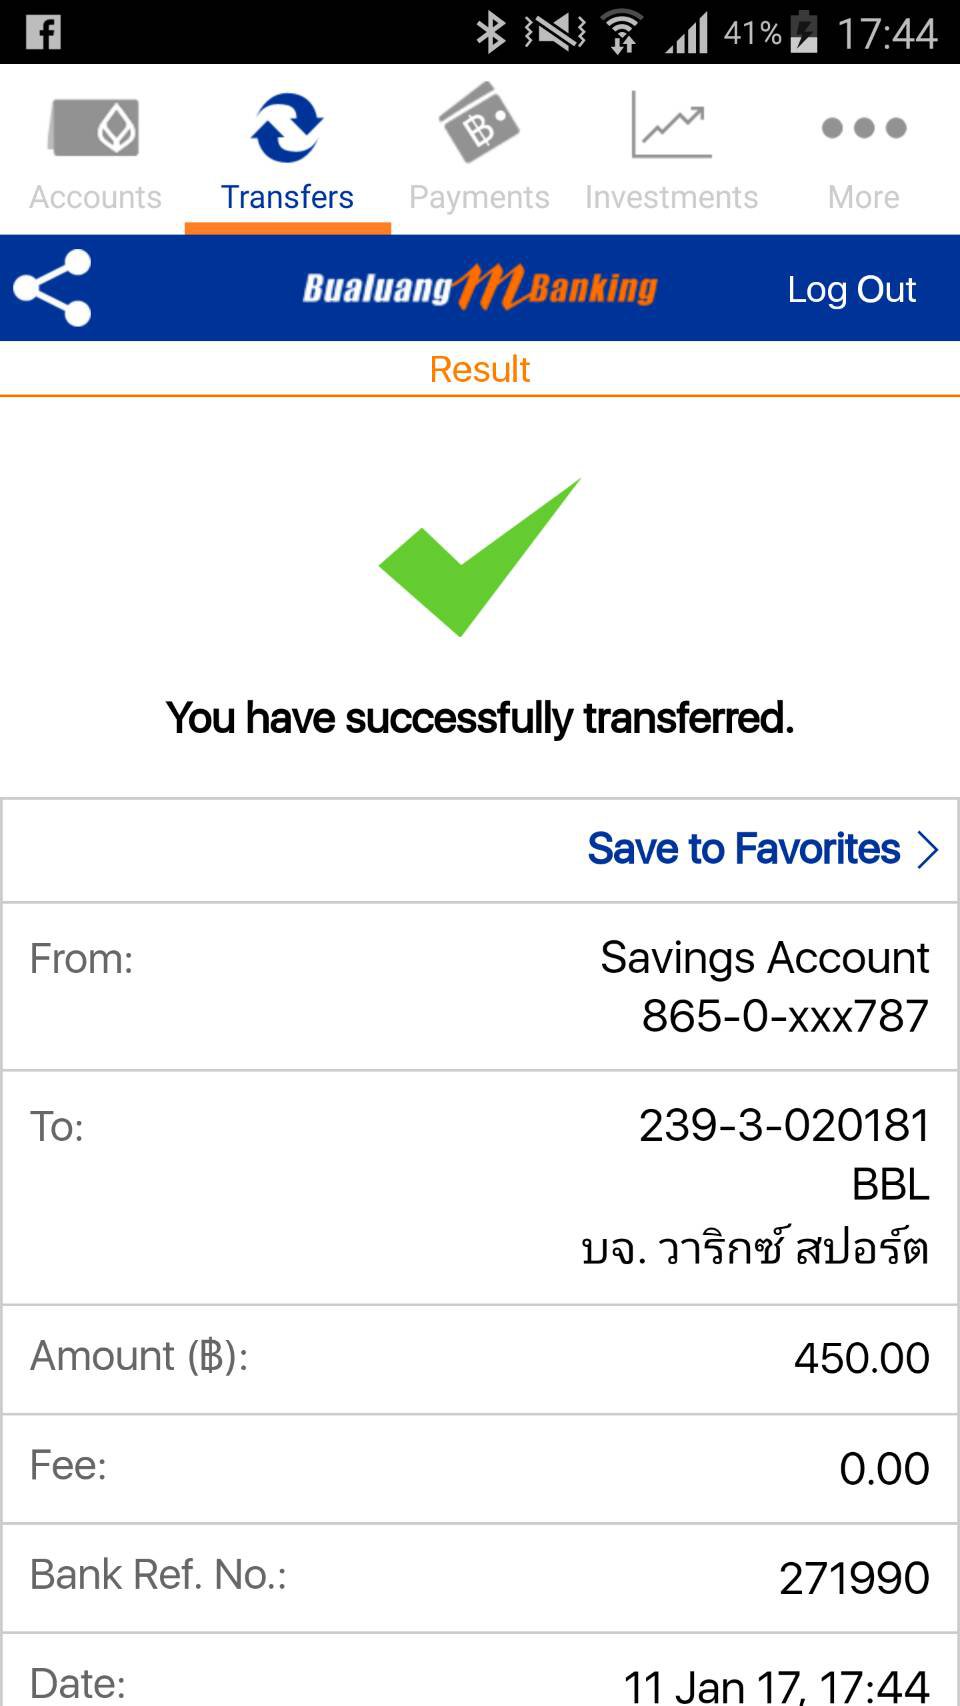 41% 17:44
Accounts Transfers Payments Investments More
Bualuang mBanking Log Out
Result
You have successfully transferred.
Save to Favorites
From: Savings Account
865-0-xxx787
To: 239-3-020181
BBL
บจ. วาริกซ์ สปอร์ต
Amount (฿): 450.00
Fee: 0.00
Bank Ref. No.: 271990
Date: 11 Jan 17, 17:44